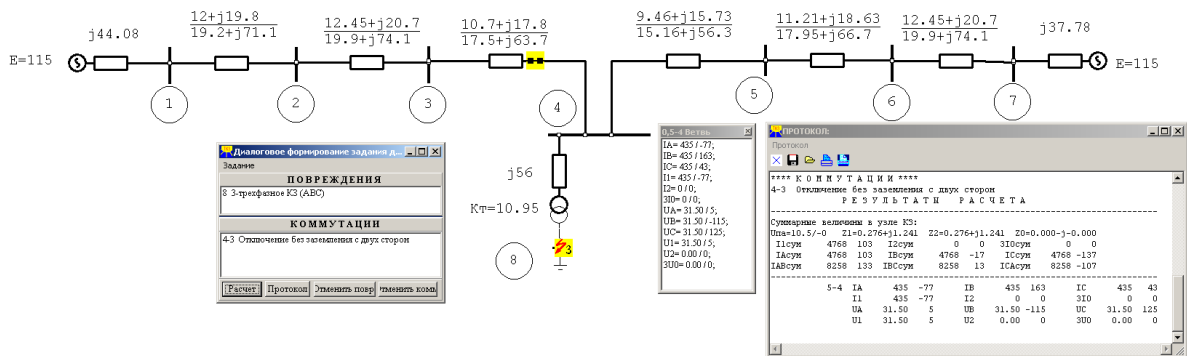 j44.08
12+j19.8
19.2+j71.1
12.45+j20.7
19.9+j74.1
10.7+j17.8
17.5+j63.7
9.46+j15.73
15.16+j56.3
11.21+j18.63
17.95+j66.7
12.45+j20.7
19.9+j74.1
j37.78
E=115
E=115
1
2
3
4
5
6
7
j56
Кт=10.95
8
3
Диалоговое формирование задания д...
Задание
ПОВРЕЖДЕНИЯ
8 3-трехфазное КЗ (ABC)
КОММУТАЦИИ
4-3 Отключение без заземления с двух сторон
Расчет
Протокол
Отменить повр
тменить комм
0,5-4 Ветвь
IA= 435 / -77;
IB= 435 / 163;
IC= 435 / 43;
I1= 435 / -77;
I2= 0 / 0;
3I0= 0 / 0;
UA= 31.50 / 5;
UB= 31.50 / -115;
UC= 31.50 / 125;
U1= 31.50 / 5;
U2= 0.00 / 0;
3U0= 0.00 / 0;
ПРОТОКОЛ:
Протокол
**** К О М М У Т А Ц И И ****
4-3 Отключение без заземления с двух сторон
Р Е З У Л Ь Т А Т Ы Р А С Ч Е Т А
Суммарные величины в узле КЗ:
Uпа=10.5/-0 Z1=0.276+j1.241 Z2=0.276+j1.241 Z0=0.000-j-0.000
I1сум 4768 103 I2сум 0 0 3I0сум 0 0
IAсум 4768 103 IBсум 4768 -17 ICсум 4768 -137
IABсум 8258 133 IBCсум 8258 13 ICAсум 8258 -107
5-4 IA 435 -77 IB 435 163 IC 435 43
I1 435 -77 I2 0 0 3I0 0 0
UA 31.50 5 UB 31.50 -115 UC 31.50 125
U1 31.50 5 U2 0.00 0 3U0 0.00 0